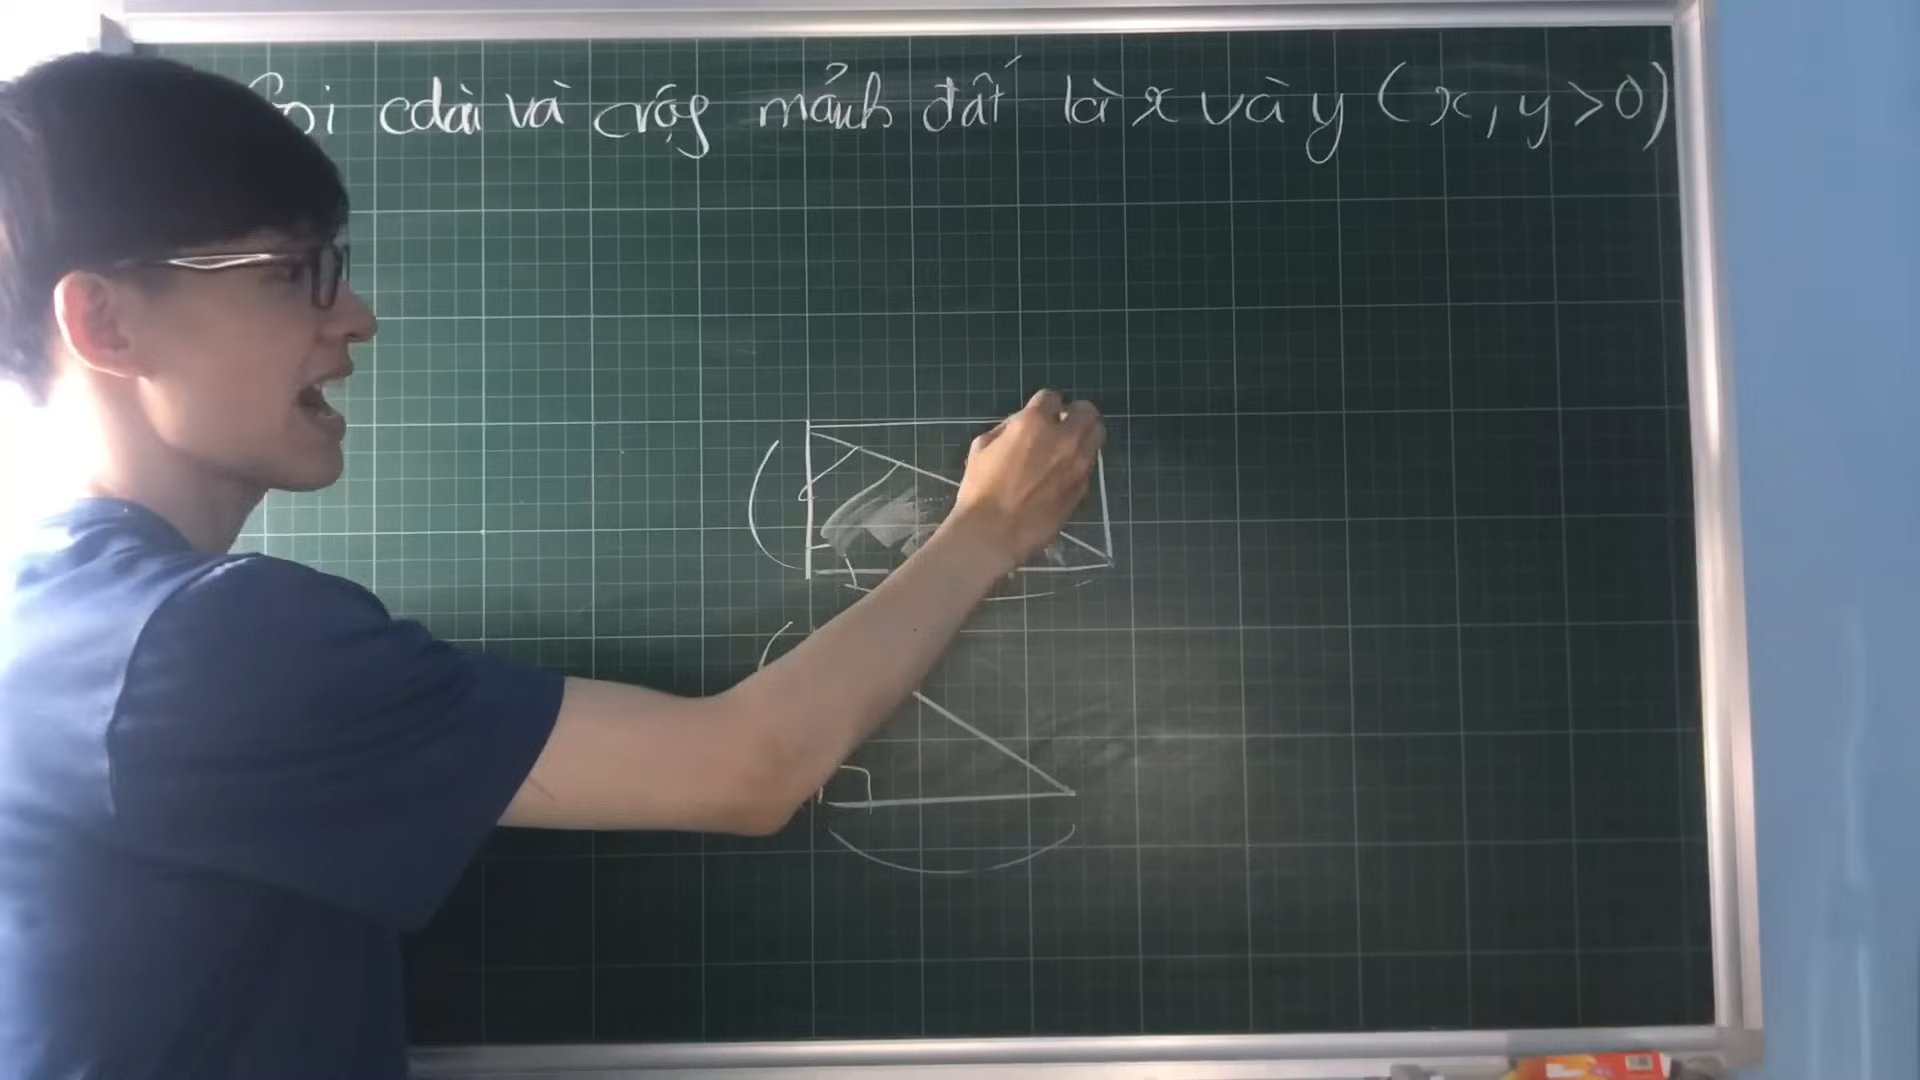 Gọi cdài và crộg mảnh đất là x và y (x, y > 0)